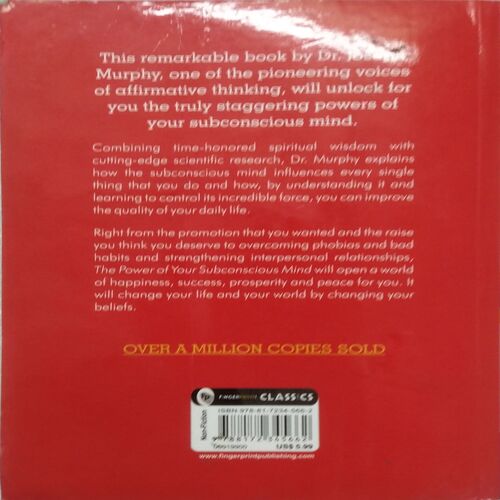 This remarkable book by Dr. Joseph
Murphy, one of the pioneering voices
of affirmative thinking, will unlock for
you the truly staggering powers of
your subconscious mind.
Combining time-honored spiritual wisdom with
cutting-edge scientific research, Dr. Murphy explains
how the subconscious mind influences every single
thing that you do and how, by understanding it and
learning to control its incredible force, you can improve
the quality of your daily life.
Right from the promotion that you wanted and the raise
you think you deserve to overcoming phobias and bad
habits and strengthening interpersonal relationships,
The Power of Your Subconscious Mind will open a world
of happiness, success, prosperity and peace for you. It
will change your life and your world by changing your
beliefs.
OVER A MILLION COPIES SOLD
FP FINGERPRINT! CLASSICS
ISBN 978-81-7234-566-2
Non-Fiction
9 788172 345662
US$ 5.99
www.fingerprintpublishing.com